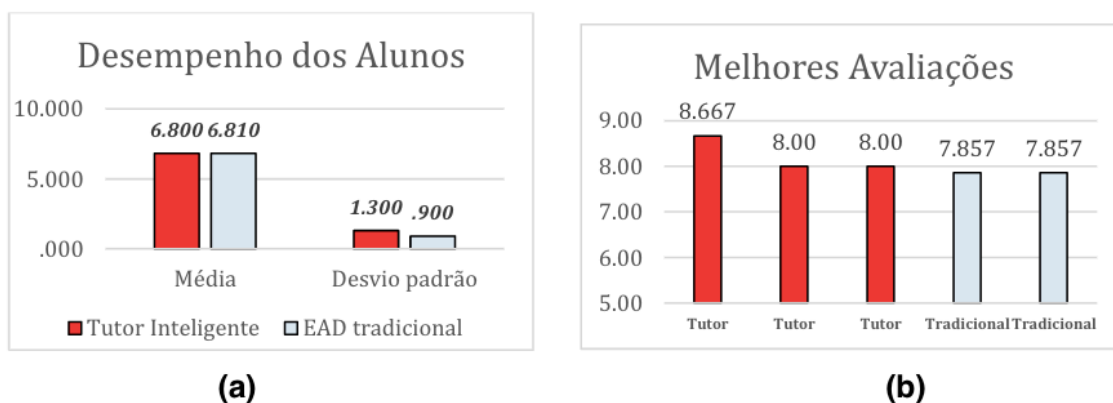 Desempenho dos Alunos
10.000
6.800 6.810
5.000
1.300 .900
.000
Média Desvio padrão
Tutor Inteligente EAD tradicional
(a)
Melhores Avaliações
8.667
9.00
8.00 8.00 7.857 7.857
8.00
7.00
6.00
5.00
Tutor Tutor Tutor Tradicional Tradicional
(b)